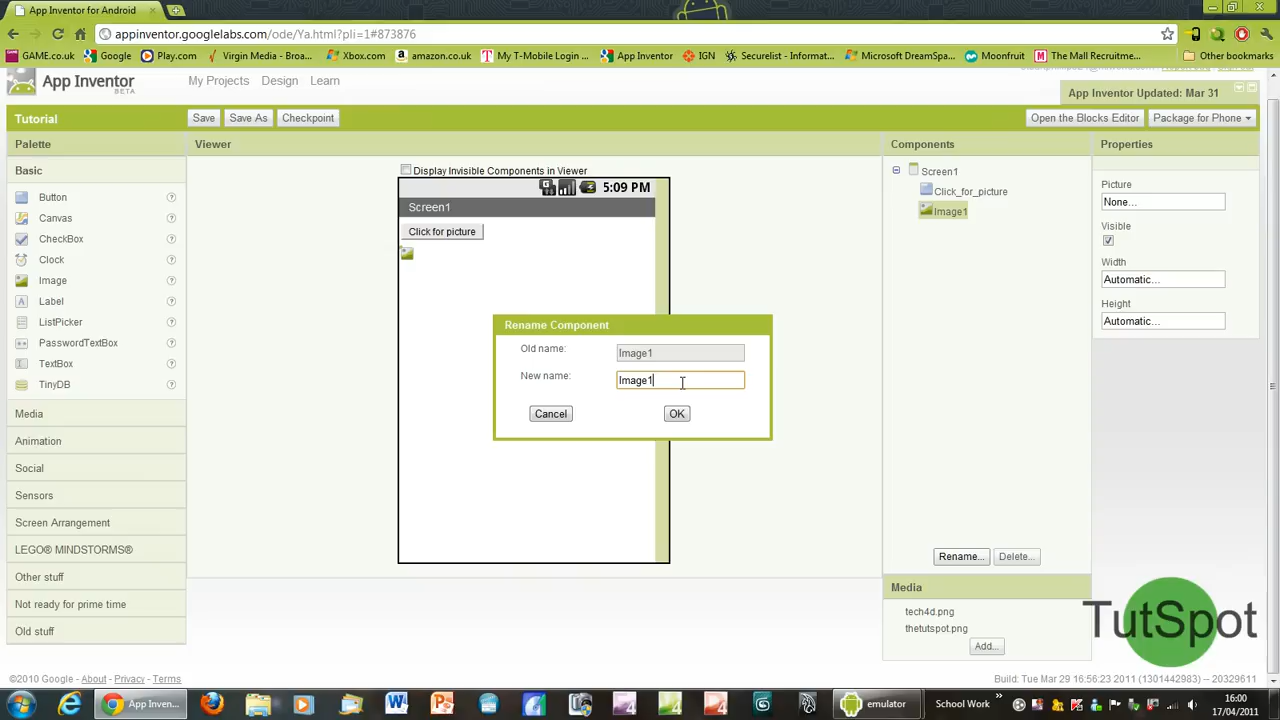 App Inventor for Android
appinventor.googlelabs.com/ode/Ya.html?pli=1#873876
GAME.co.uk Google Play.com Virgin Media - Broa... Xbox.com amazon.co.uk My T-Mobile Login ... App Inventor IGN Securelist - Informat... Microsoft DreamSpa... Moonfruit The Mall Recruitme... Other bookmarks
App Inventor
BETA
My Projects Design Learn
App Inventor Updated: Mar 31
Tutorial Save Save As Checkpoint Open the Blocks Editor Package for Phone
Palette Viewer Components Properties
Basic
Button
Canvas
CheckBox
Clock
Image
Label
ListPicker
PasswordTextBox
TextBox
TinyDB
Media
Animation
Social
Sensors
Screen Arrangement
LEGO® MINDSTORMS®
Other stuff
Not ready for prime time
Old stuff
Display Invisible Components in Viewer
5:09 PM
Screen1
Click for picture
Rename Component
Old name: Image1
New name: Image1
Cancel OK
Screen1
Click_for_picture
Image1
Rename... Delete...
Media
tech4d.png
thetutspot.png
Add...
Picture
None...
Visible
Width
Automatic...
Height
Automatic...
TutSpot
©2010 Google - About - Privacy - Terms
Build: Tue Mar 29 16:56:23 2011 (1301442983) -- 20329611
App Inven... emulator School Work
16:00
17/04/2011